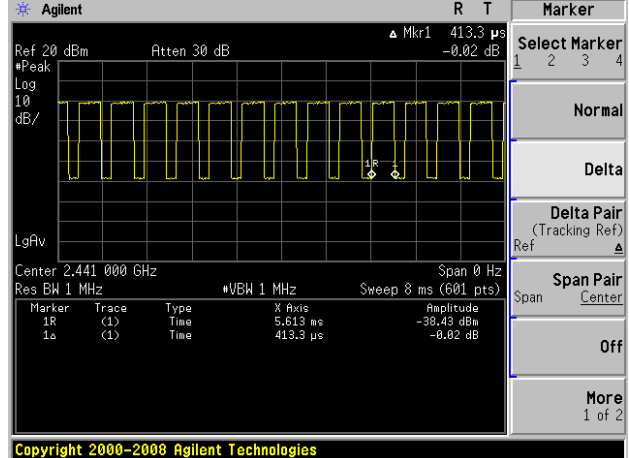 Agilent R T
Δ Mkr1 413.3 µs
Ref 20 dBm Atten 30 dB -0.02 dB
#Peak
Log
10
dB/
1R 1
LgAv
Center 2.441 000 GHz Span 0 Hz
Res BW 1 MHz #VBW 1 MHz Sweep 8 ms (601 pts)
Marker Trace Type X Axis Amplitude
1R (1) Time 5.613 ms -38.43 dBm
1Δ (1) Time 413.3 µs -0.02 dB
Copyright 2000-2008 Agilent Technologies
Marker
Select Marker
1 2 3 4
Normal
Delta
Delta Pair
(Tracking Ref)
Ref Δ
Span Pair
Span Center
Off
More
1 of 2